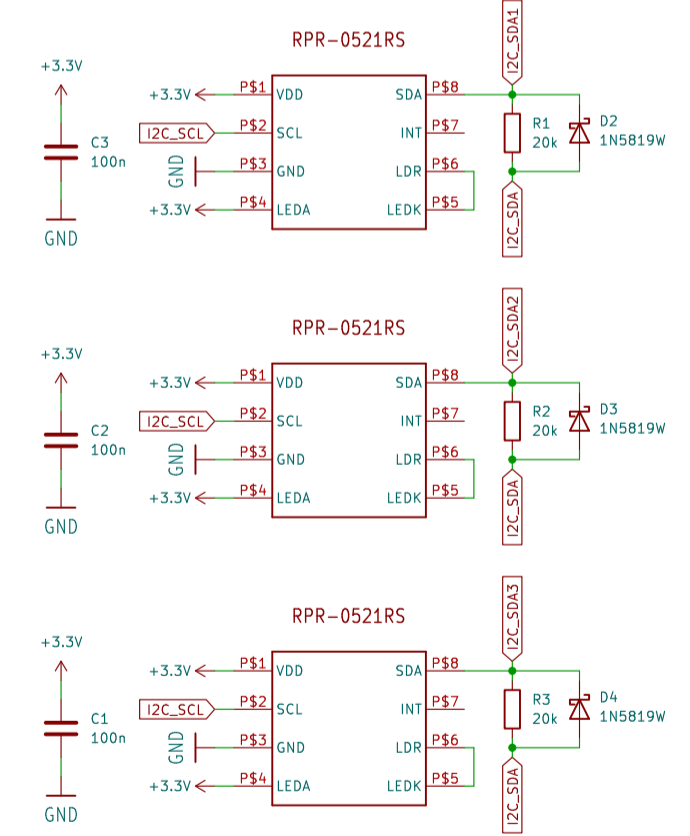 I2C_SDA1
RPR-0521RS
+3.3V
+3.3V
P$1
VDD
SDA
P$8
I2C_SCL
P$2
SCL
INT
P$7
R1
20k
D2
1N5819W
C3
100n
GND
P$3
GND
LDR
P$6
+3.3V
P$4
LEDA
LEDK
P$5
I2C_SDA
GND
I2C_SDA2
RPR-0521RS
+3.3V
+3.3V
P$1
VDD
SDA
P$8
I2C_SCL
P$2
SCL
INT
P$7
R2
20k
D3
1N5819W
C2
100n
GND
P$3
GND
LDR
P$6
+3.3V
P$4
LEDA
LEDK
P$5
I2C_SDA
GND
I2C_SDA3
RPR-0521RS
+3.3V
+3.3V
P$1
VDD
SDA
P$8
I2C_SCL
P$2
SCL
INT
P$7
R3
20k
D4
1N5819W
C1
100n
GND
P$3
GND
LDR
P$6
+3.3V
P$4
LEDA
LEDK
P$5
I2C_SDA
GND